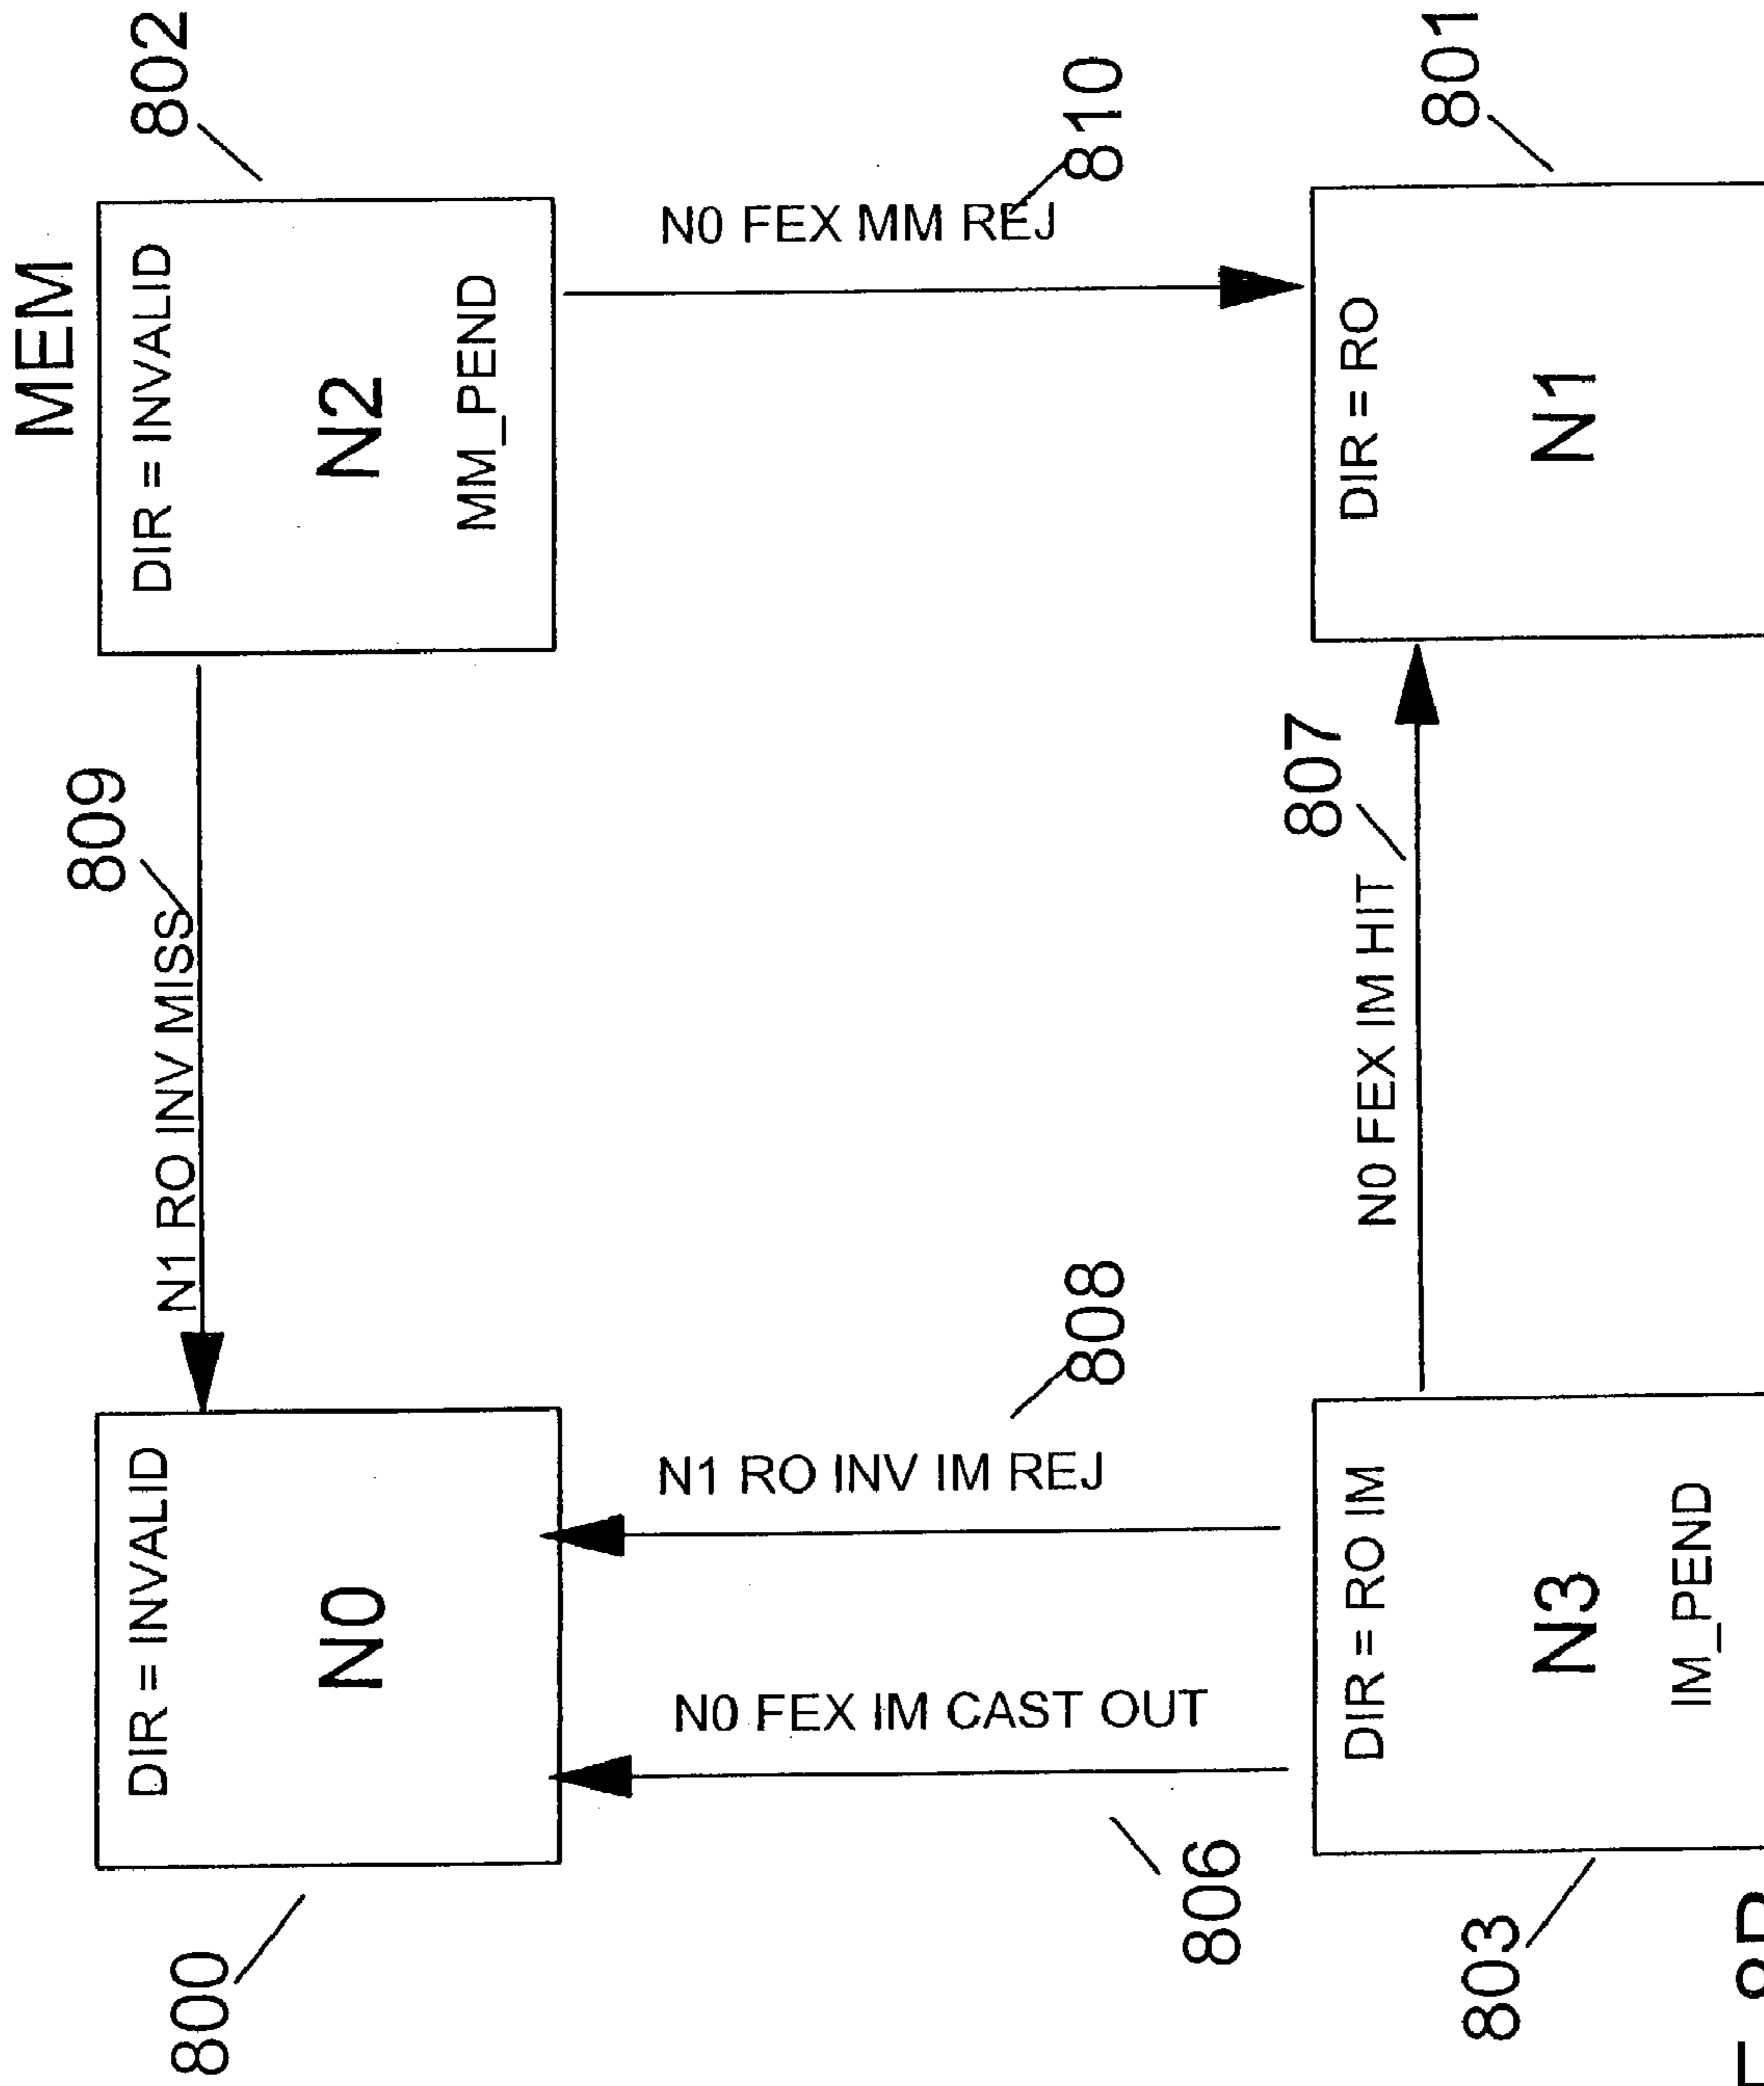 MEM
802
809
800
DIR = INVALID
N1 RO INV MISS
DIR = INVALID
N0
N2
MM_PEND
N0 FEX IM CAST OUT
N1 RO INV IM REJ
N0 FEX MM REJ
808
810
806
807
DIR = RO IM
N0 FEX IM HIT
DIR = RO
801
803
N3
N1
IM_PEND